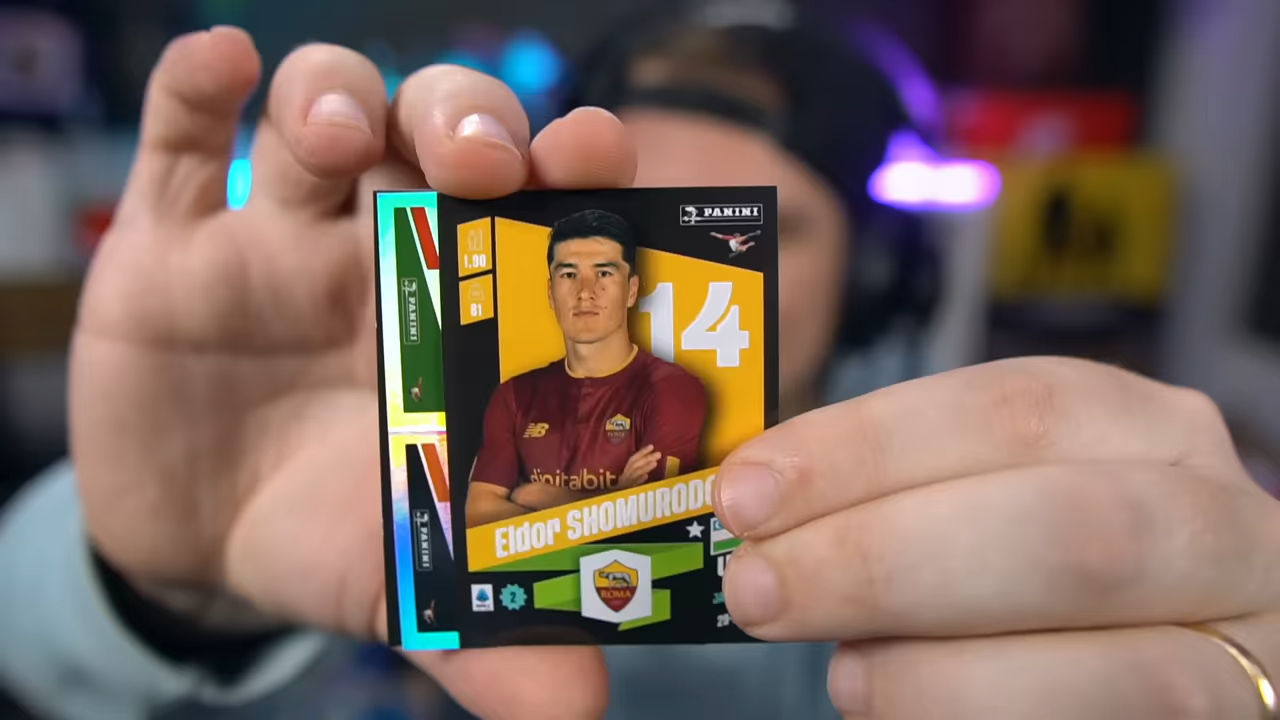 PANINI
1,90
81
14
PANINI
digitalbit
Eldor SHOMURODO
U
ROMA
2
PANINI